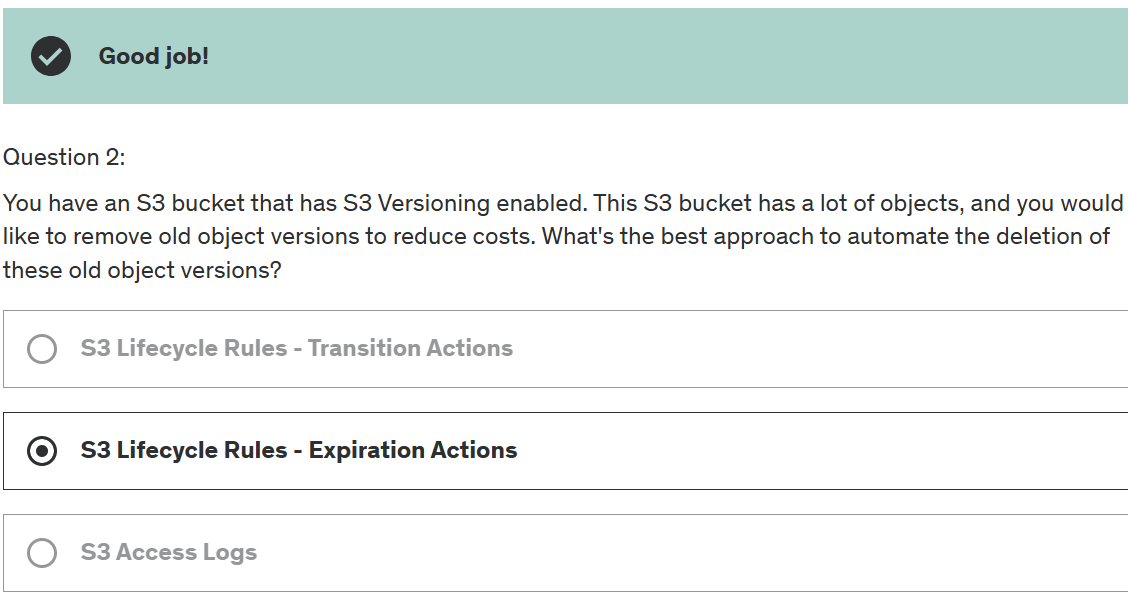 Good job!
Question 2:
You have an S3 bucket that has S3 Versioning enabled. This S3 bucket has a lot of objects, and you would
like to remove old object versions to reduce costs. What's the best approach to automate the deletion of
these old object versions?
S3 Lifecycle Rules - Transition Actions
S3 Lifecycle Rules - Expiration Actions
S3 Access Logs